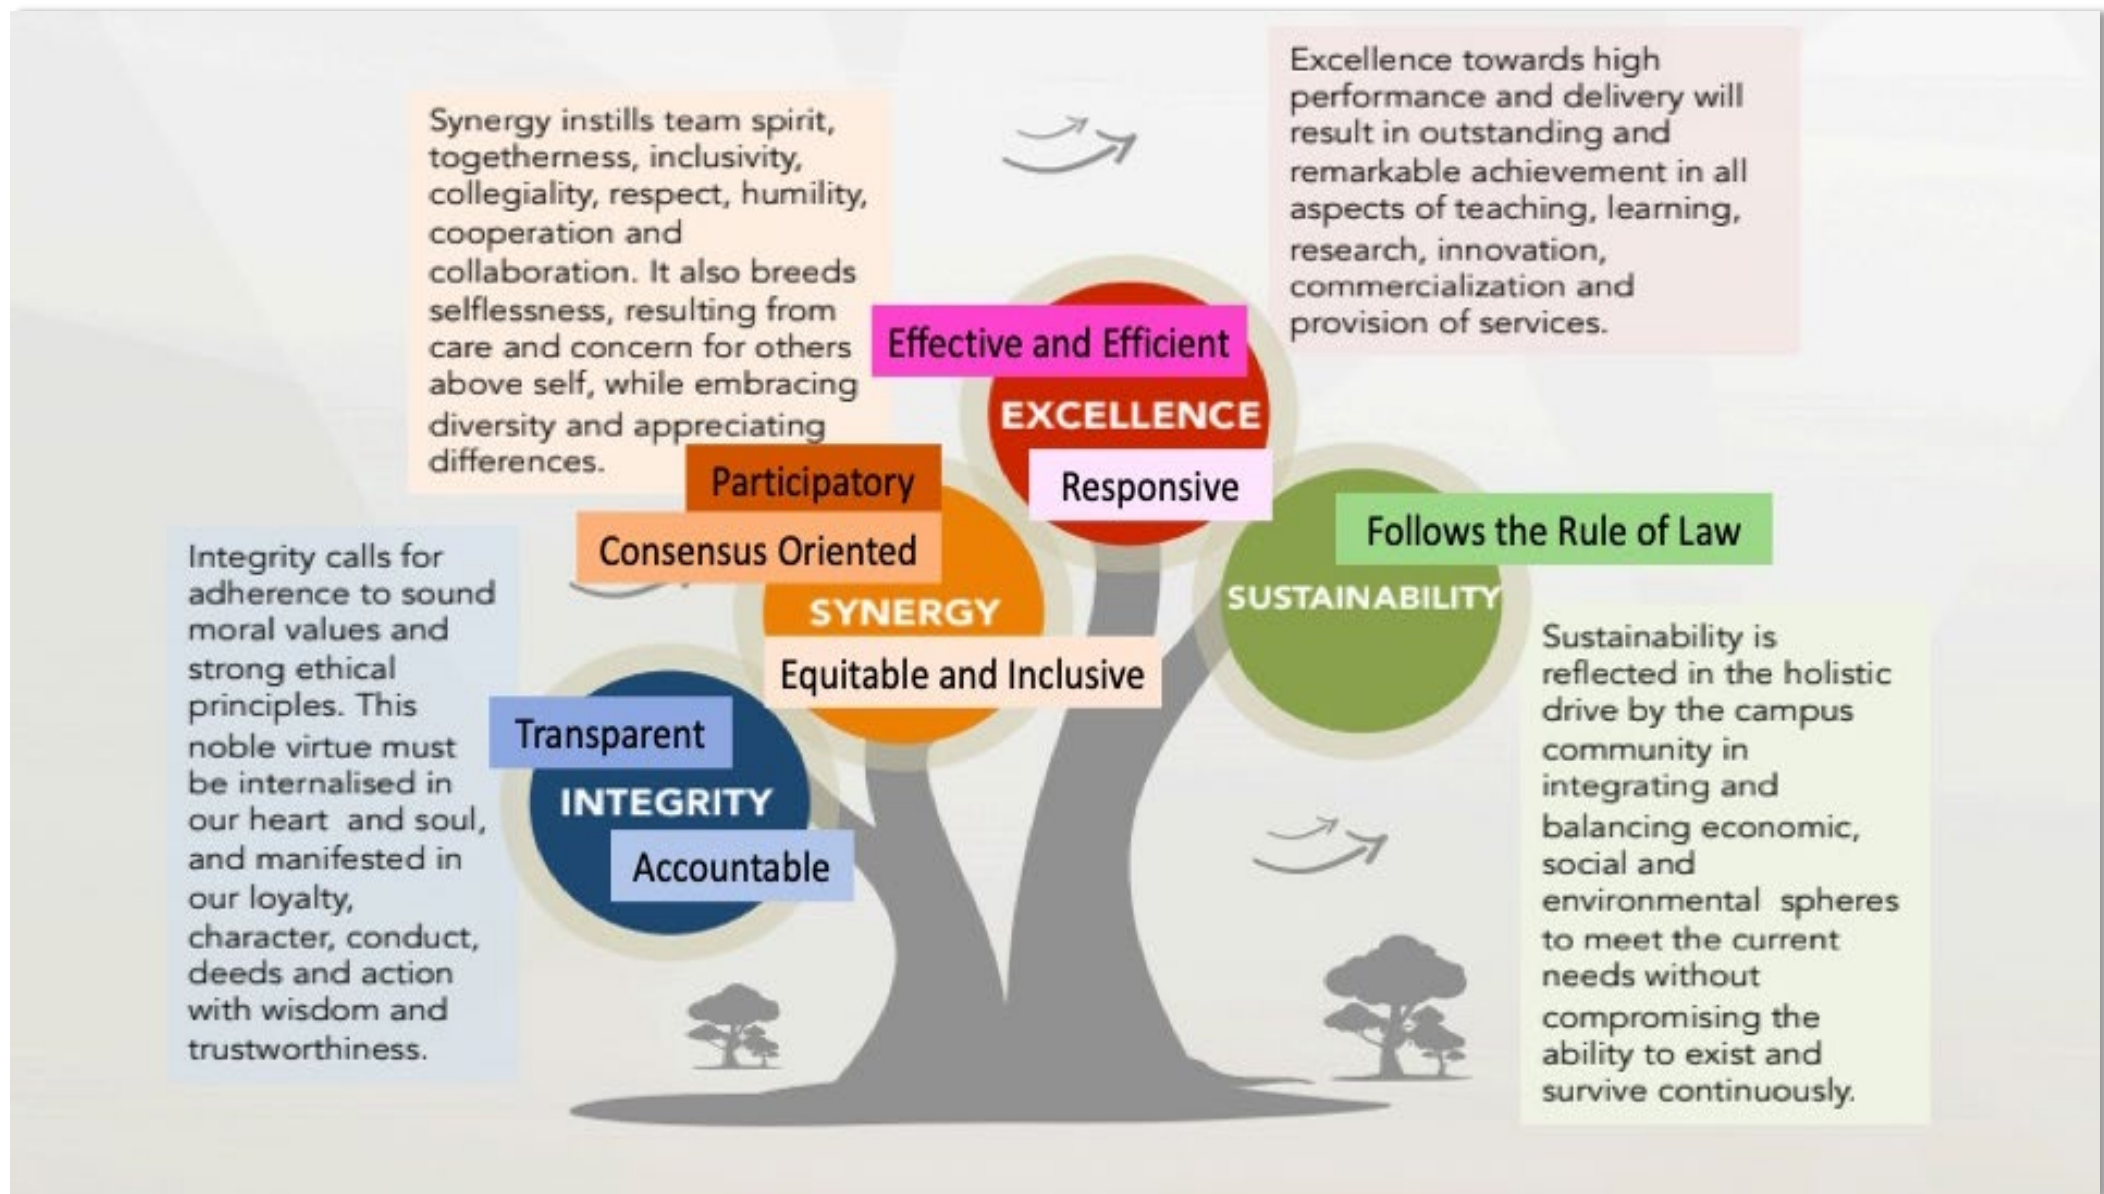 Synergy instills team spirit,
togetherness, inclusivity,
collegiality, respect, humility,
cooperation and
collaboration. It also breeds
selflessness, resulting from
care and concern for others
above self, while embracing
diversity and appreciating
differences.
Excellence towards high
performance and delivery will
result in outstanding and
remarkable achievement in all
aspects of teaching, learning,
research, innovation,
commercialization and
provision of services.
Effective and Efficient
EXCELLENCE
Responsive
Participatory
Consensus Oriented
SYNERGY
Equitable and Inclusive
Follows the Rule of Law
SUSTAINABILITY
Integrity calls for
adherence to sound
moral values and
strong ethical
principles. This
noble virtue must
be internalised in
our heart and soul,
and manifested in
our loyalty,
character, conduct,
deeds and action
with wisdom and
trustworthiness.
Transparent
INTEGRITY
Accountable
Sustainability is
reflected in the holistic
drive by the campus
community in
integrating and
balancing economic,
social and
environmental spheres
to meet the current
needs without
compromising the
ability to exist and
survive continuously.